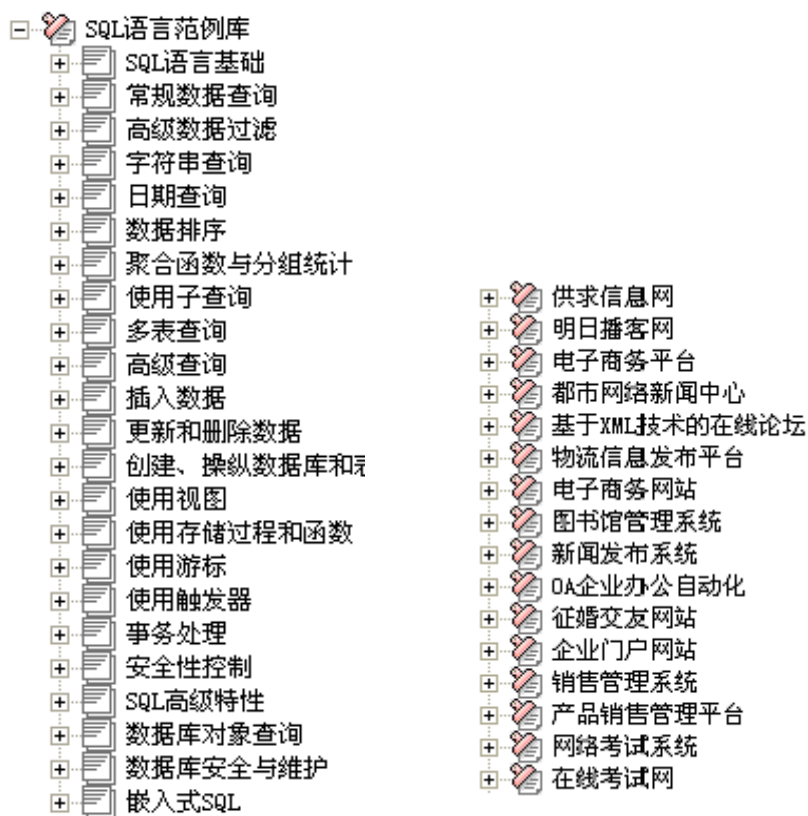 SQL语言范例库
SQL语言基础
常规数据查询
高级数据过滤
字符串查询
日期查询
数据排序
聚合函数与分组统计
使用子查询
多表查询
高级查询
插入数据
更新和删除数据
创建、操纵数据库和表
使用视图
使用存储过程和函数
使用游标
使用触发器
事务处理
安全性控制
SQL高级特性
数据库对象查询
数据库安全与维护
嵌入式SQL
供求信息网
明日播客网
电子商务平台
都市网络新闻中心
基于XML技术的在线论坛
物流信息发布平台
电子商务网站
图书馆管理系统
新闻发布系统
OA企业办公自动化
征婚交友网站
企业门户网站
销售管理系统
产品销售管理平台
网络考试系统
在线考试网